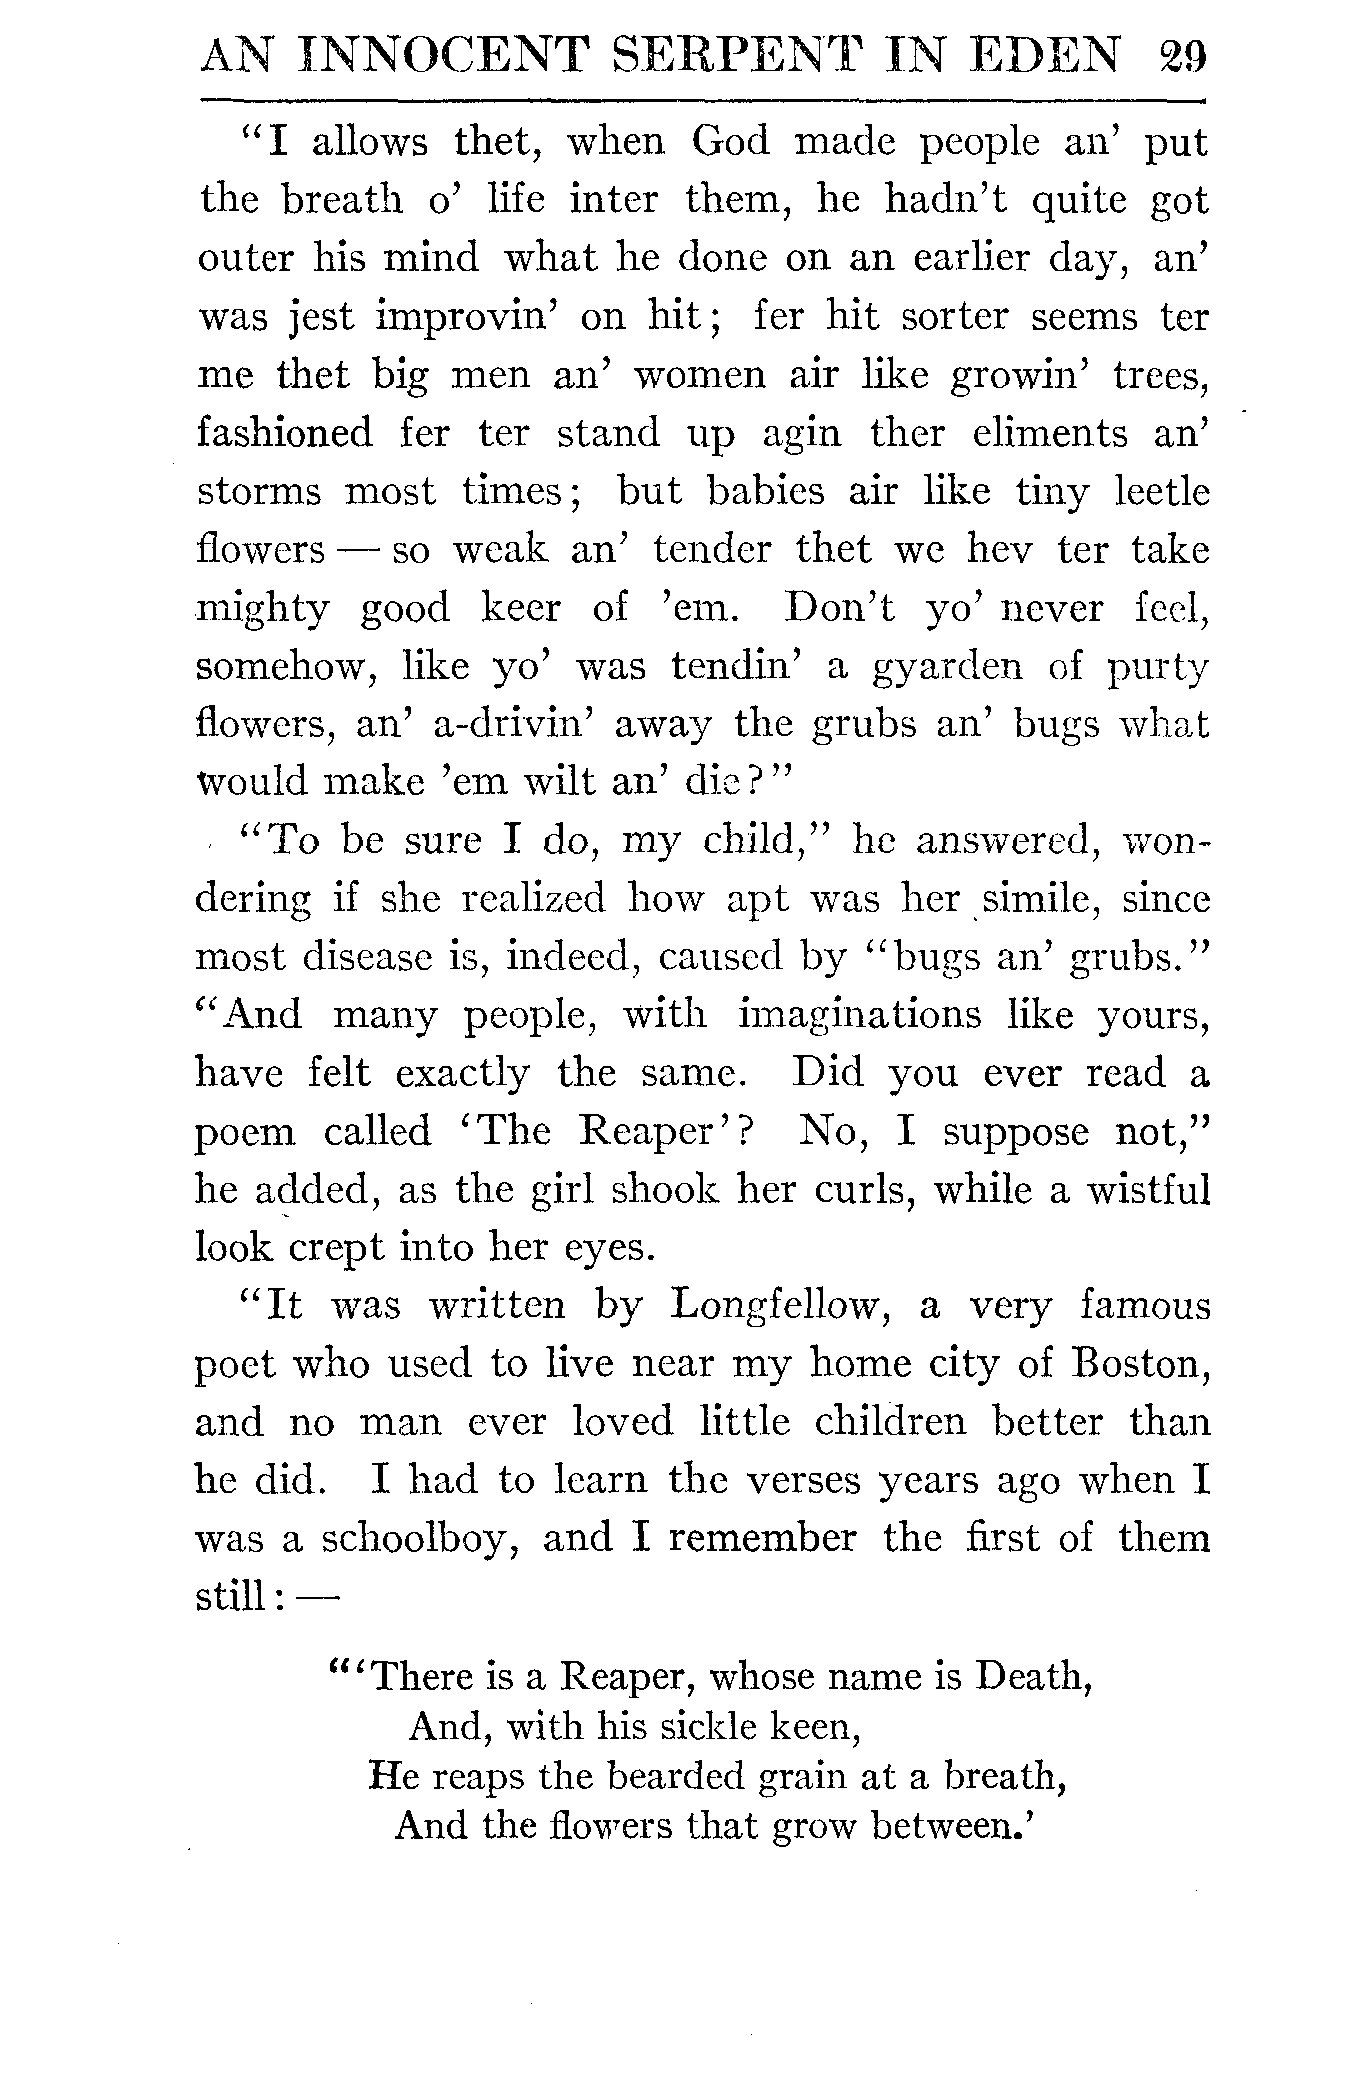 AN INNOCENT SERPENT IN EDEN 29
"I allows thet, when God made people an' put
the breath o' life inter them, he hadn't quite got
outer his mind what he done on an earlier day, an'
was jest improvin' on hit; fer hit sorter seems ter
me thet big men an' women air like growin' trees,
fashioned fer ter stand up agin ther eliments an'
storms most times; but babies air like tiny leetle
flowers — so weak an' tender thet we hev ter take
mighty good keer of 'em. Don't yo' never feel,
somehow, like yo' was tendin' a gyarden of purty
flowers, an' a-drivin' away the grubs an' bugs what
would make 'em wilt an' die?"
"To be sure I do, my child," he answered, won-
dering if she realized how apt was her simile, since
most disease is, indeed, caused by "bugs an' grubs."
"And many people, with imaginations like yours,
have felt exactly the same. Did you ever read a
poem called 'The Reaper'? No, I suppose not,"
he added, as the girl shook her curls, while a wistful
look crept into her eyes.
"It was written by Longfellow, a very famous
poet who used to live near my home city of Boston,
and no man ever loved little children better than
he did. I had to learn the verses years ago when I
was a schoolboy, and I remember the first of them
still: —
"'There is a Reaper, whose name is Death,
And, with his sickle keen,
He reaps the bearded grain at a breath,
And the flowers that grow between.'